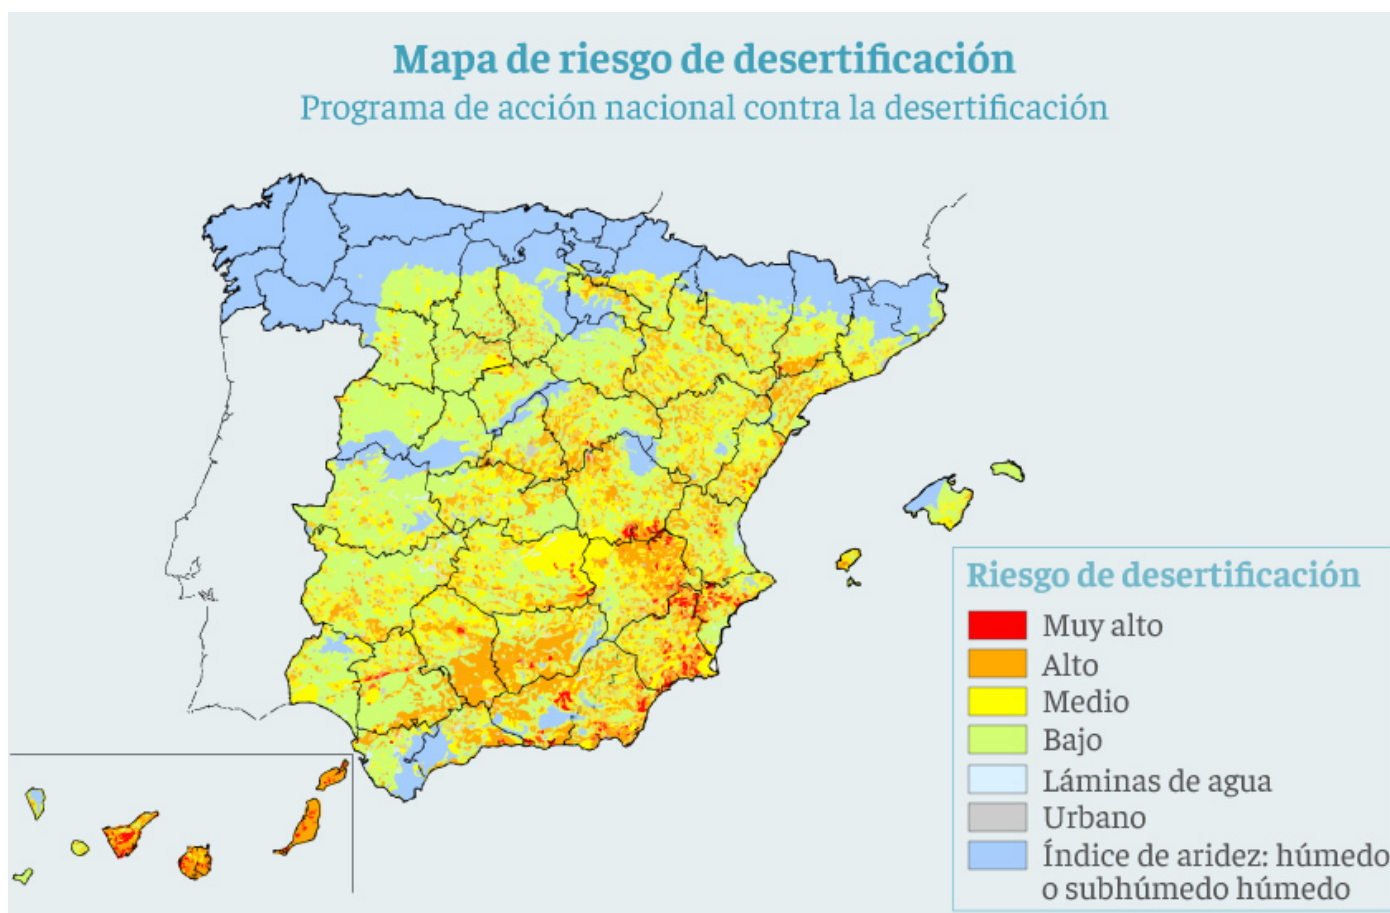 Mapa de riesgo de desertificación
Programa de acción nacional contra la desertificación
Riesgo de desertificación
Muy alto
Alto
Medio
Bajo
Láminas de agua
Urbano
Índice de aridez: húmedo
o subhúmedo húmedo